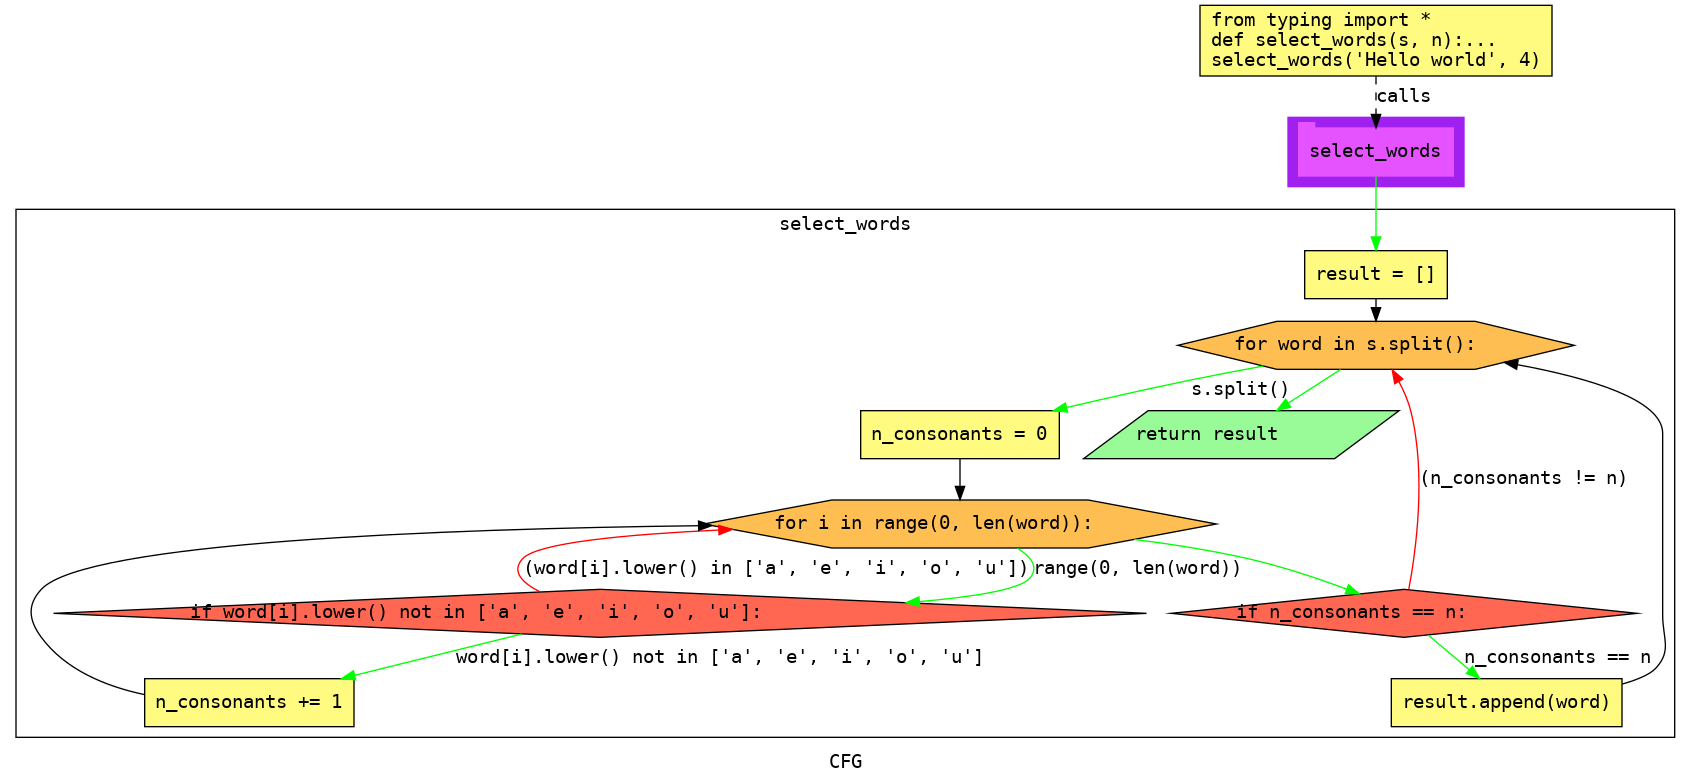 from typing import *
def select_words(s, n):...
select_words('Hello world', 4)
calls
select_words
select_words
result = []
for word in s.split():
s.split()
n_consonants = 0
return result
(n_consonants != n)
for i in range(0, len(word)):
(word[i].lower() in ['a', 'e', 'i', 'o', 'u'])
range(0, len(word))
if word[i].lower() not in ['a', 'e', 'i', 'o', 'u']:
if n_consonants == n:
word[i].lower() not in ['a', 'e', 'i', 'o', 'u']
n_consonants == n
n_consonants += 1
result.append(word)
CFG